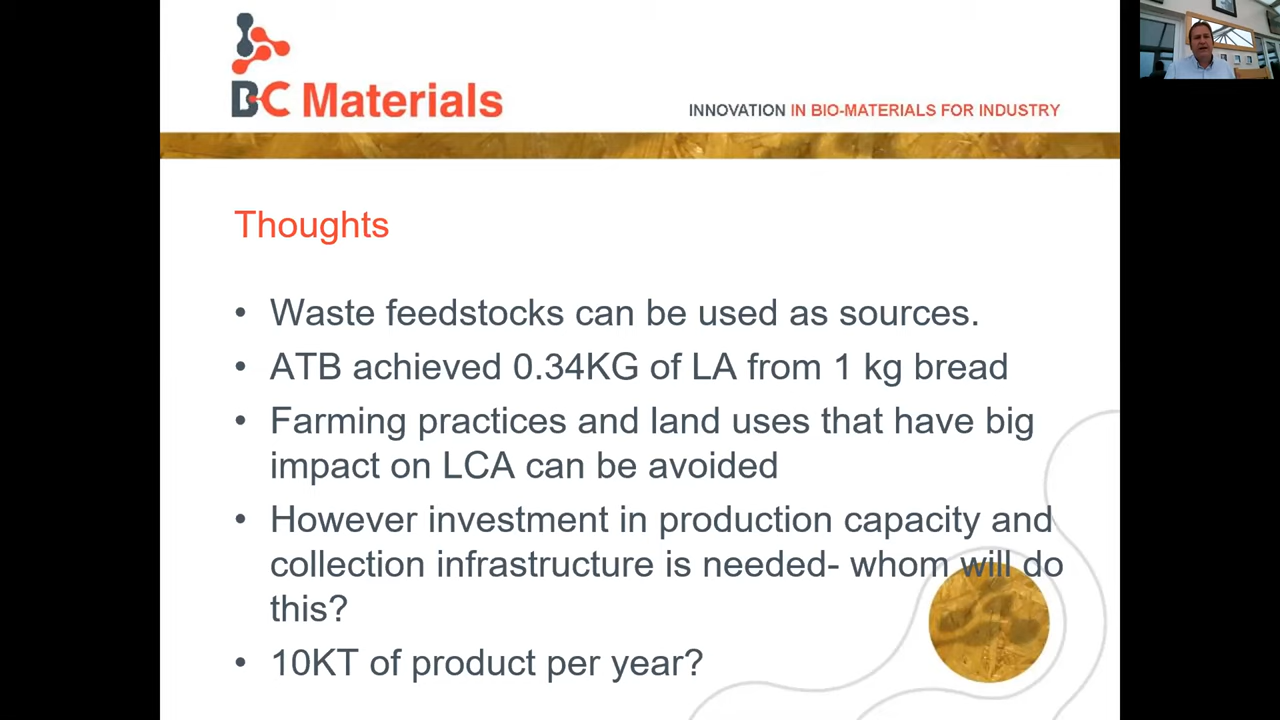 BC Materials
INNOVATION IN BIO-MATERIALS FOR INDUSTRY
Thoughts
• Waste feedstocks can be used as sources.
• ATB achieved 0.34KG of LA from 1 kg bread
• Farming practices and land uses that have big
impact on LCA can be avoided
• However investment in production capacity and
collection infrastructure is needed- whom will do
this?
• 10KT of product per year?